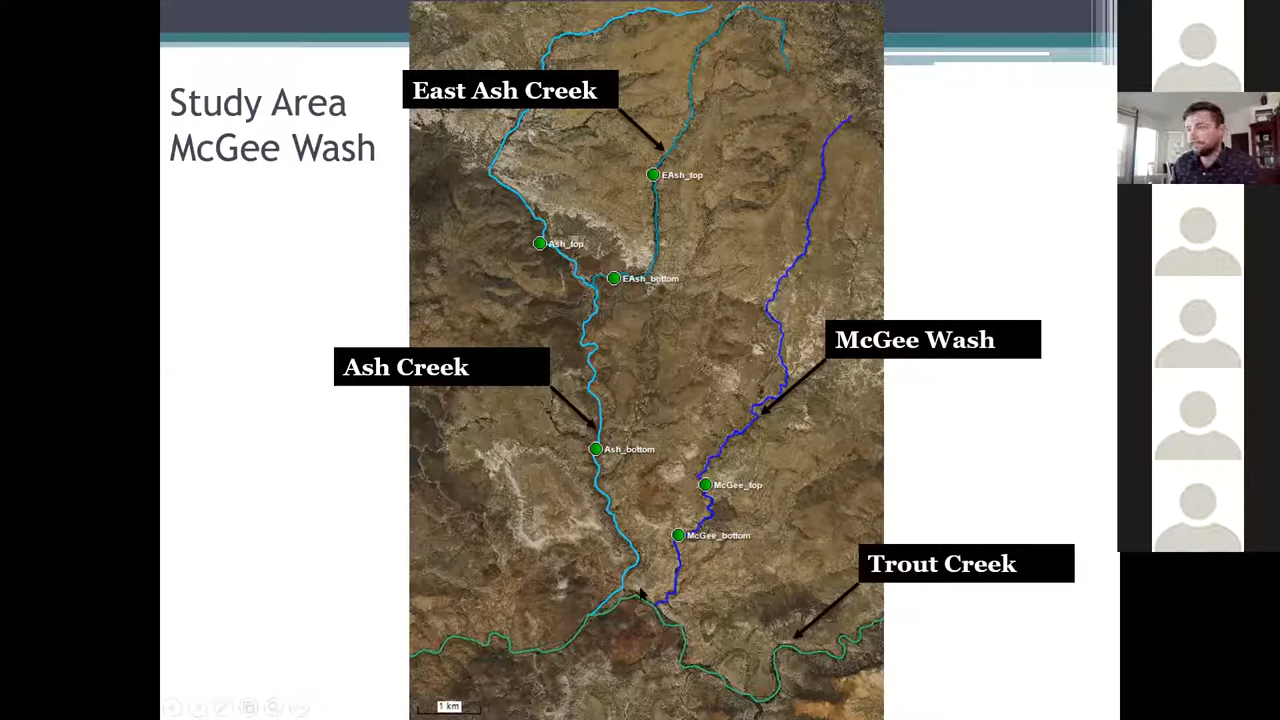 Study Area
McGee Wash
East Ash Creek
EAsh_top
Ash_top
EAsh_bottom
McGee Wash
Ash Creek
Ash_bottom
McGee_top
McGee_bottom
Trout Creek
1 km